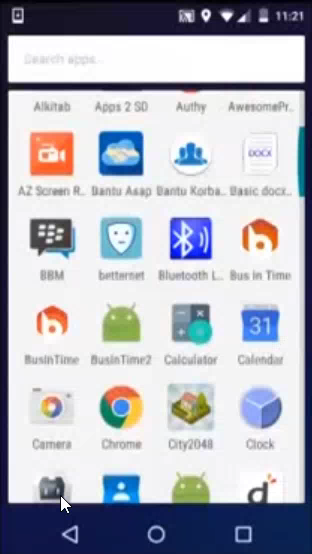 11:21
Search apps...
Alkitab Apps 2 SD Authy AwesomePr..
AZ Screen R.. Bantu Asap Bantu Korba.. Basic docx..
DOCX
BBM betternet Bluetooth L.. Bus In Time
31
BusInTime BusInTime2 Calculator Calendar
Camera Chrome City2048 Clock
d